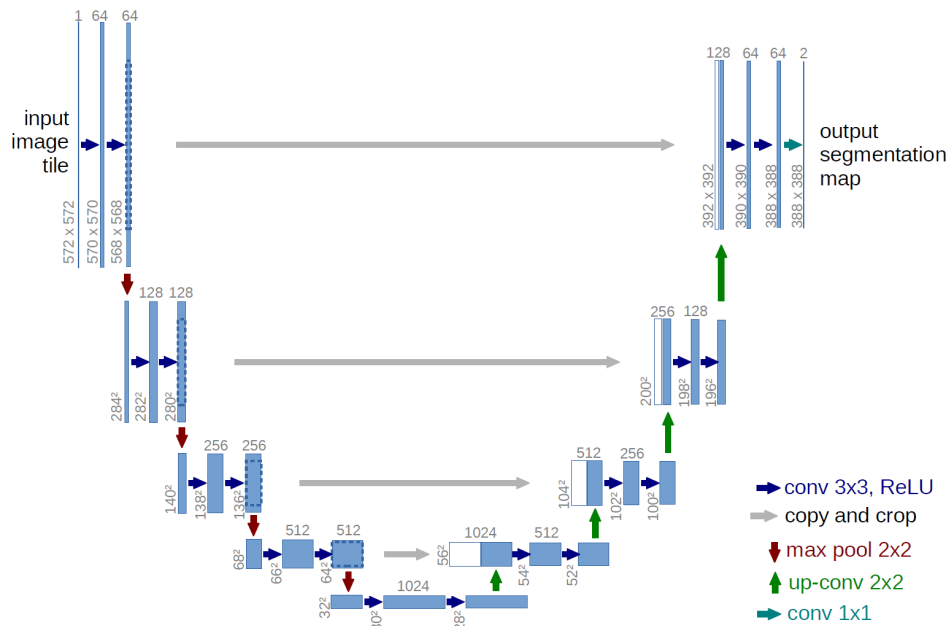 1 64 64
128 64 64 2
input
image
tile
output
segmentation
map
572 x 572
570 x 570
568 x 568
392 x 392
390 x 390
388 x 388
388 x 388
128 128
256 128
284²
282²
280²
200²
198²
196²
256 256
512 256
140²
138²
136²
104²
102²
100²
512 512
1024 512
68²
66²
64²
56²
54²
52²
1024
32²
conv 3x3, ReLU
copy and crop
max pool 2x2
up-conv 2x2
conv 1x1